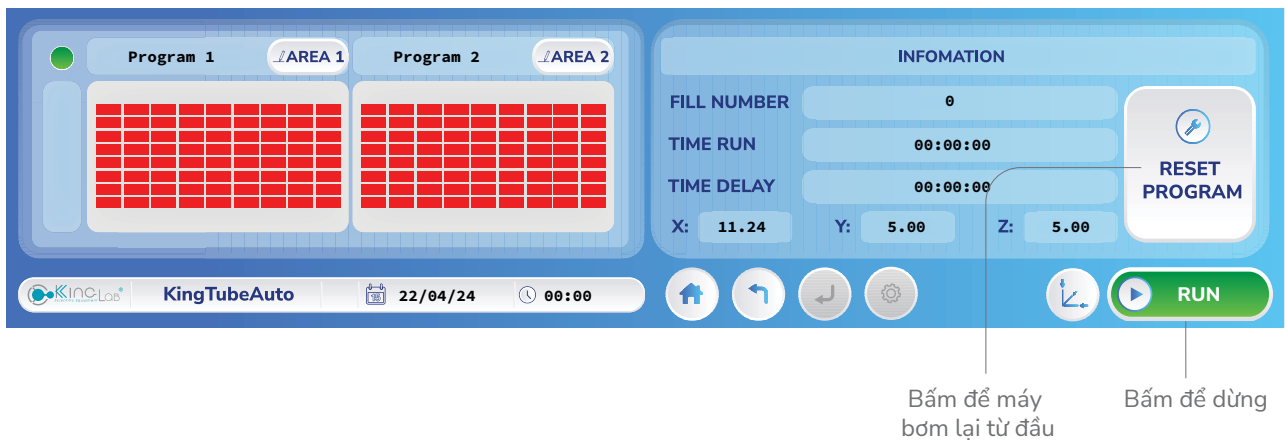 Program 1
AREA 1
Program 2
AREA 2
INFOMATION
FILL NUMBER
0
TIME RUN
00:00:00
TIME DELAY
00:00:00
X:
11.24
Y:
5.00
Z:
5.00
RESET
PROGRAM
KINGLAB
KingTubeAuto
22/04/24
00:00
RUN
Bấm để máy
bơm lại từ đầu
Bấm để dừng